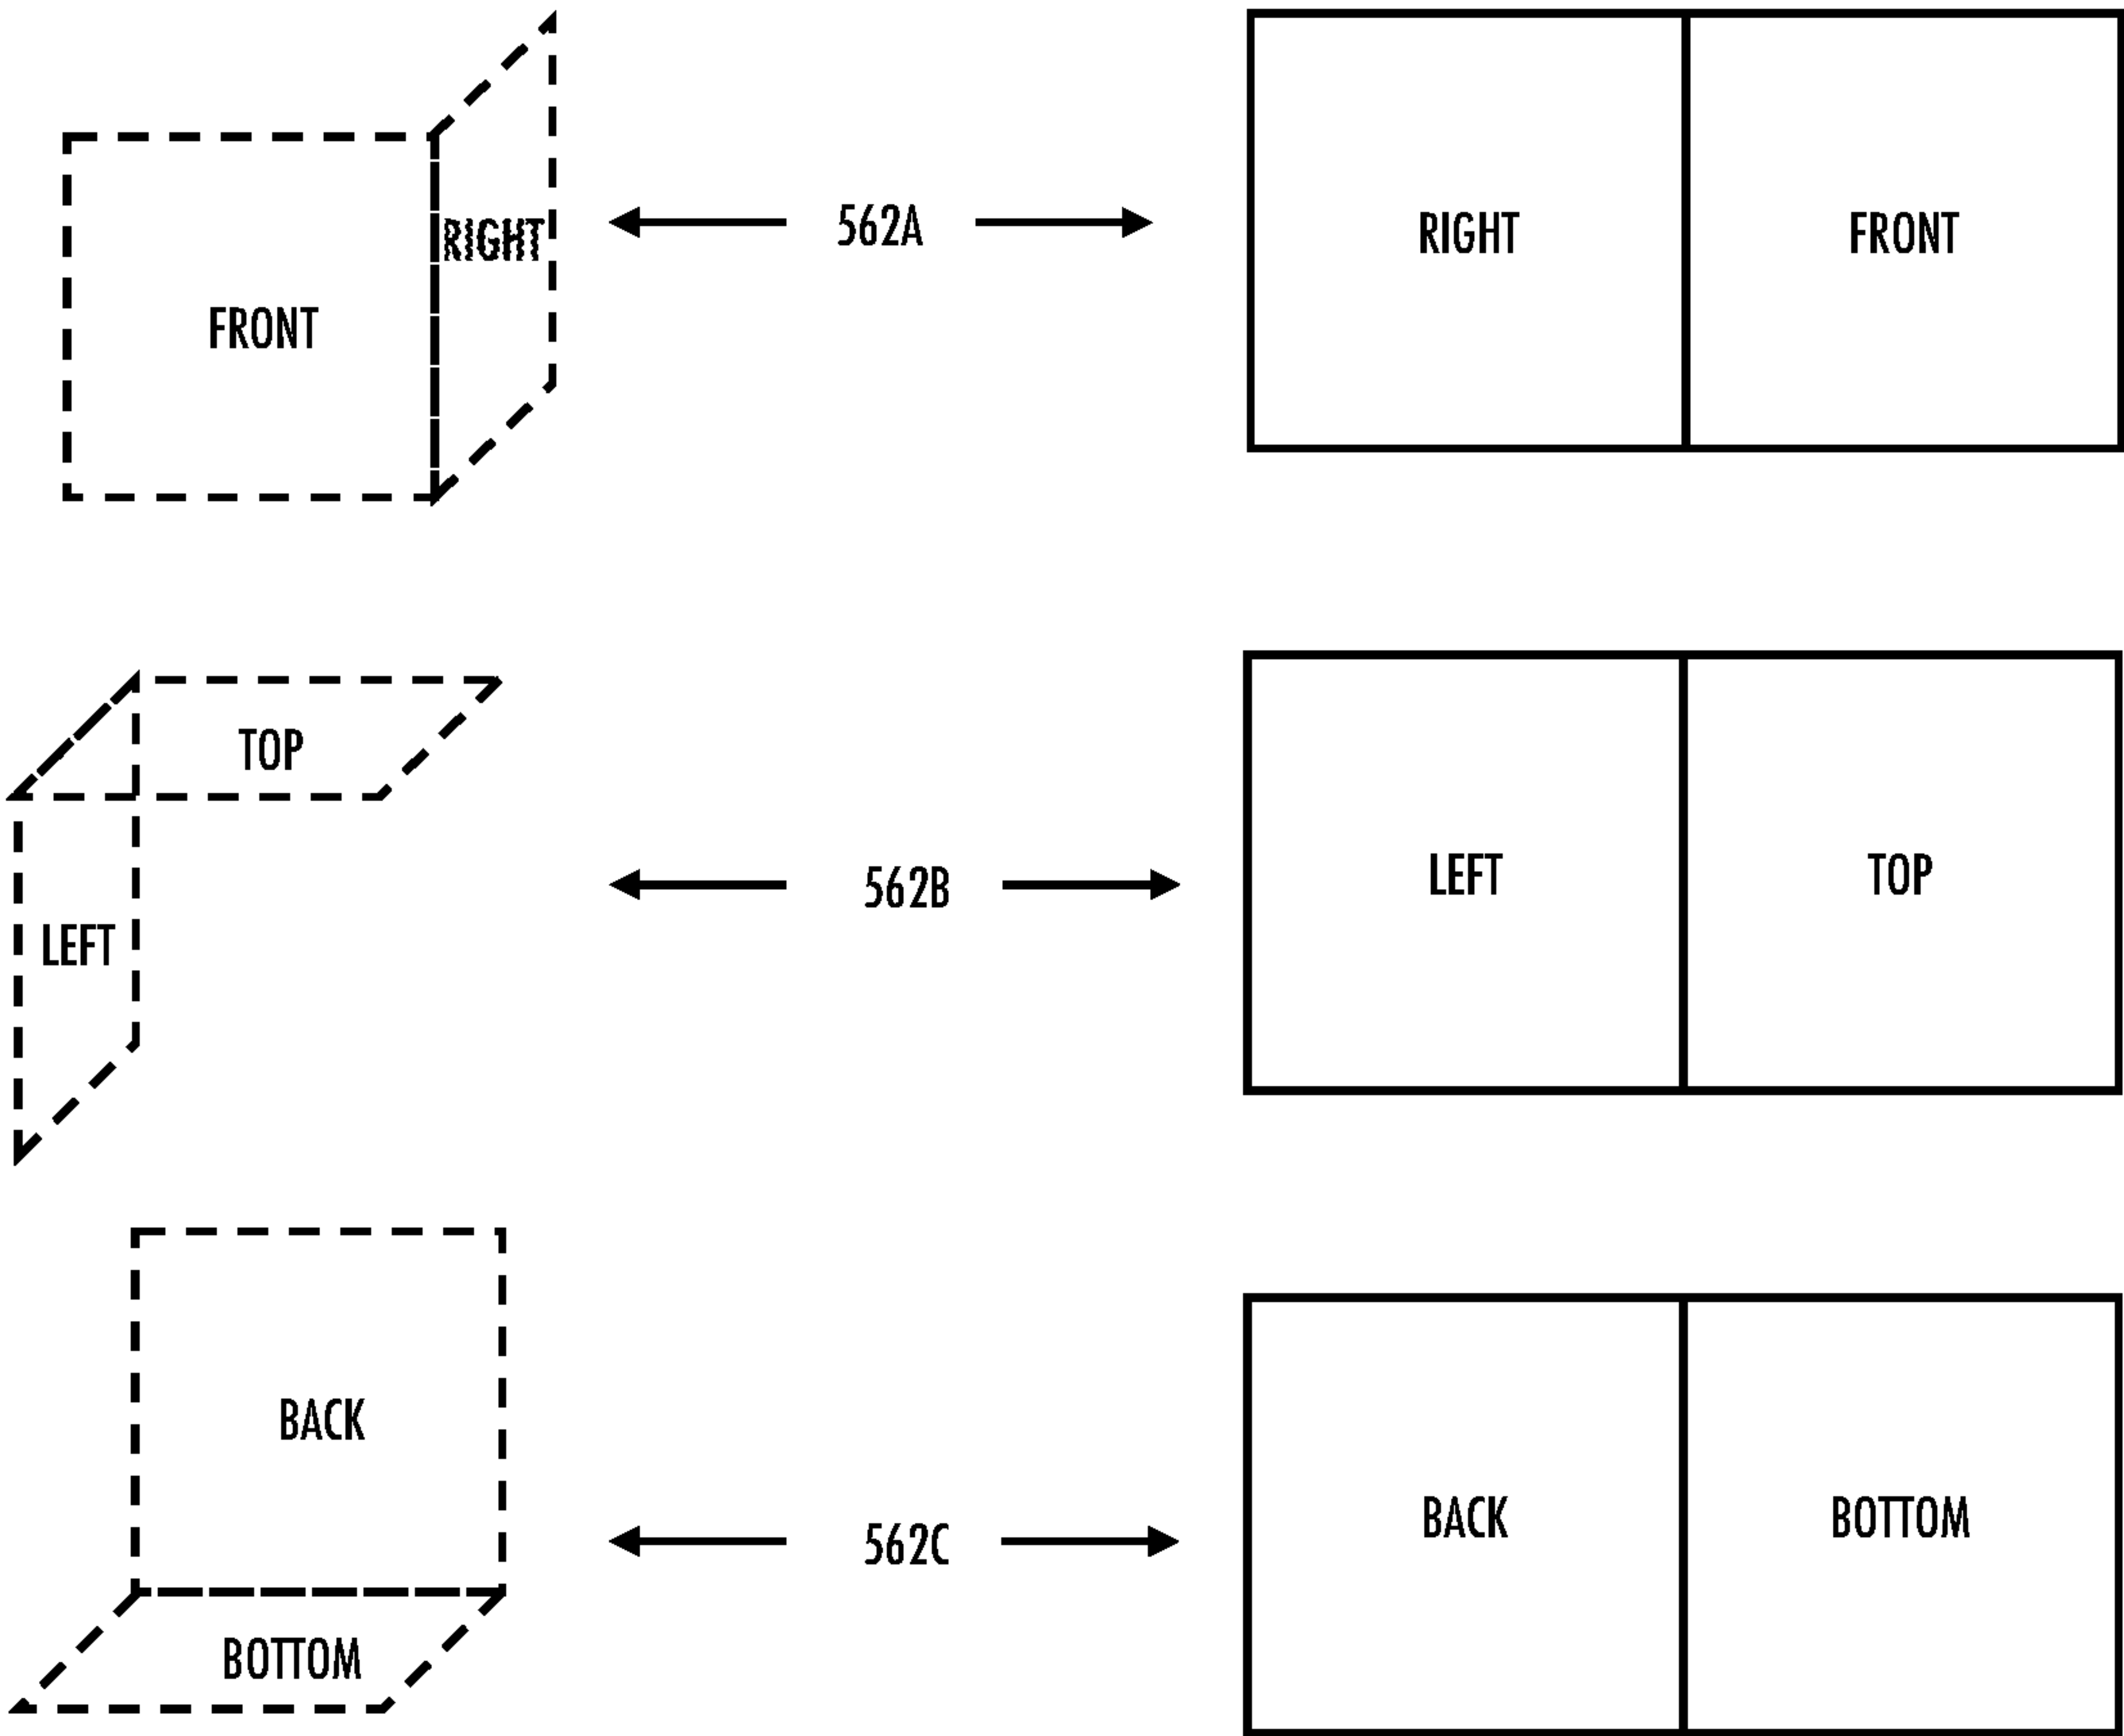 RIGHT
FRONT
562A
RIGHT
FRONT
TOP
LEFT
562B
LEFT
TOP
BACK
BOTTOM
562C
BACK
BOTTOM